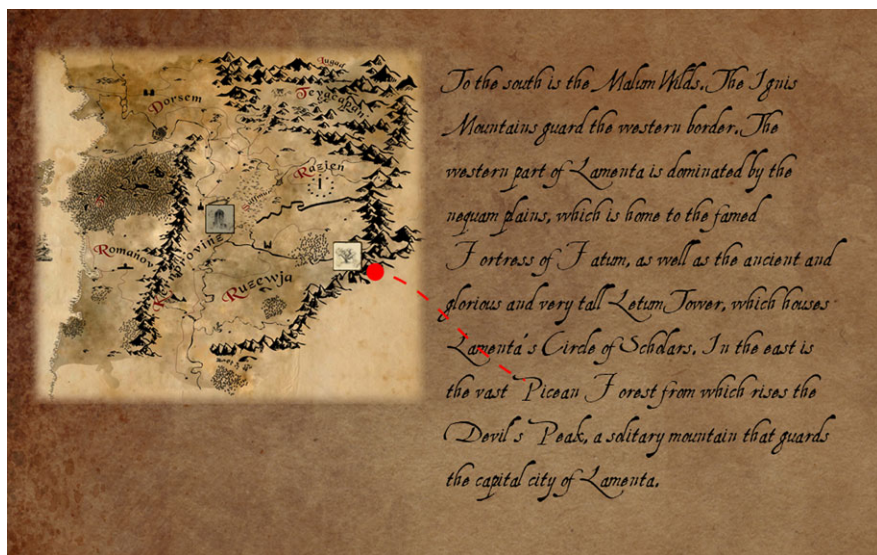 Lugad
Teyacapan
Dorsem
Razien
Romanov
Kernprovinz
Ruzewja
To the south is the Malum Wilds. The Ignis
Mountains guard the western border. The
western part of Lamenta is dominated by the
nequam plains, which is home to the famed
Fortress of Fatum, as well as the ancient and
glorious and very tall Letum Tower, which houses
Lamenta's Circle of Scholars. In the east is
the vast Picean Forest from which rises the
Devil's Peak, a solitary mountain that guards
the capital city of Lamenta.